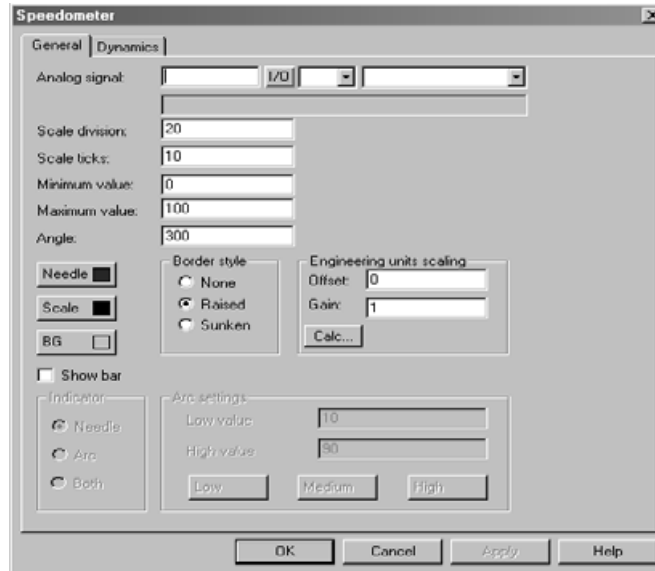 Speedometer
General Dynamics
Analog signal: I/O
Scale division: 20
Scale ticks: 10
Minimum value: 0
Maximum value: 100
Angle: 300
Border style Engineering units scaling
Needle None Offset: 0
Scale Raised Gain: 1
BG Sunken Calc...
Show bar
Indicator Arc settings
Needle Low value 10
Arc High value 90
Both Low Medium High
OK Cancel Apply Help